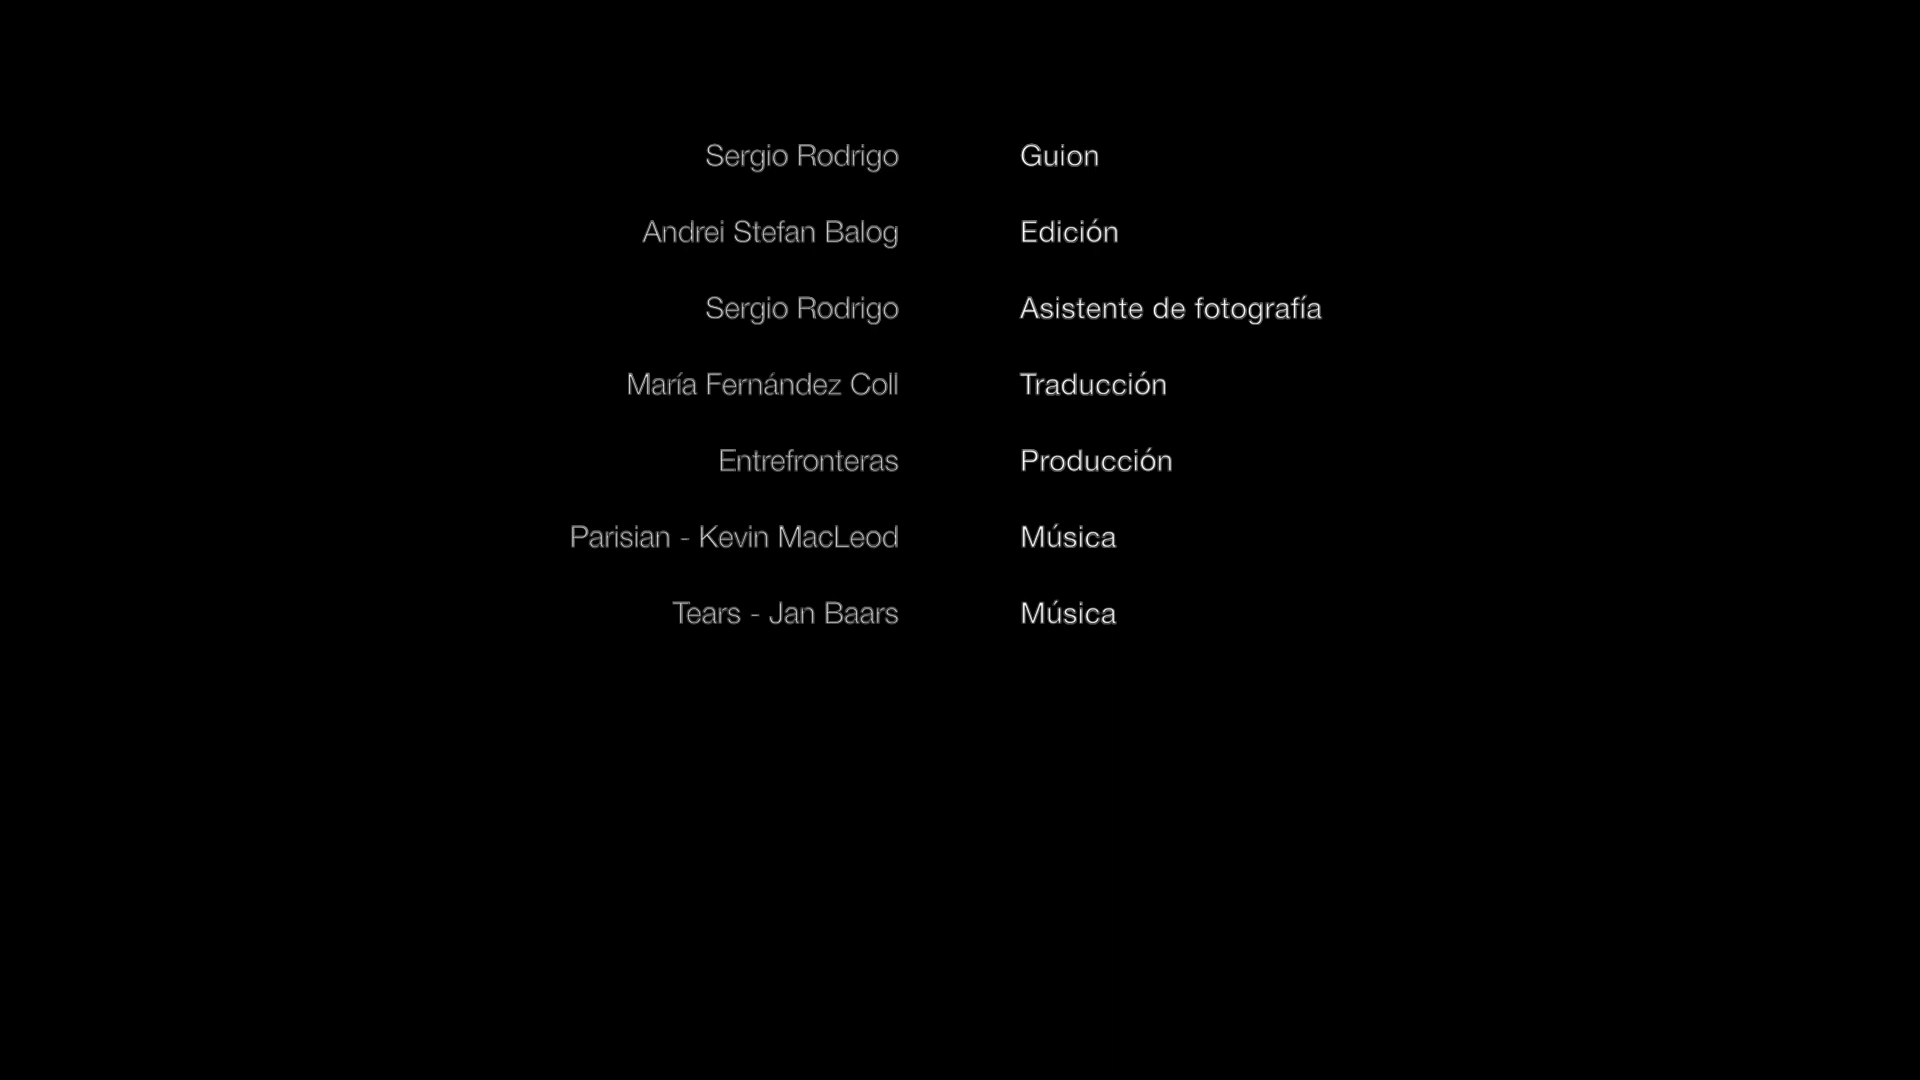 Sergio Rodrigo Guion
Andrei Stefan Balog Edición
Sergio Rodrigo Asistente de fotografía
María Fernández Coll Traducción
Entrefronteras Producción
Parisian - Kevin MacLeod Música
Tears - Jan Baars Música